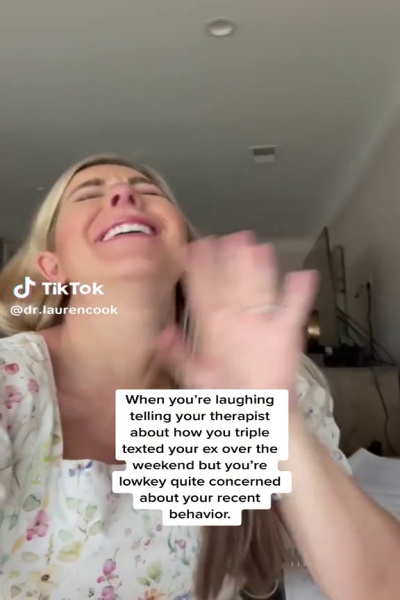 TikTok
@dr.laurencook
When you’re laughing
telling your therapist
about how you triple
texted your ex over the
weekend but you’re
lowkey quite concerned
about your recent
behavior.